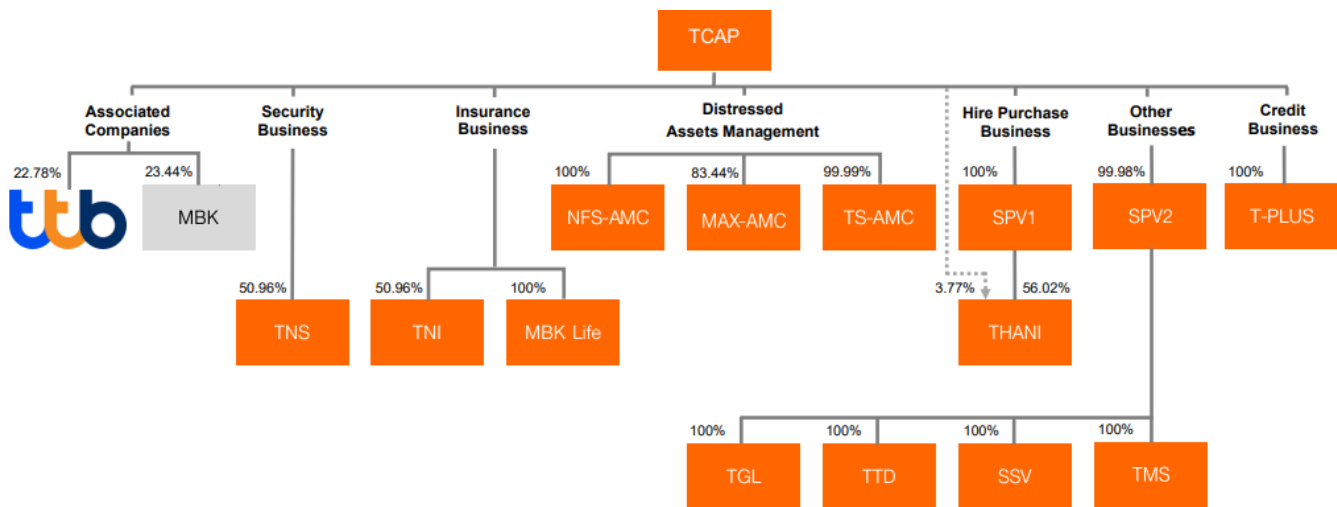 TCAP
Associated
Companies
Security
Business
Insurance
Business
Distressed
Assets Management
Hire Purchase
Business
Other
Businesses
Credit
Business
22.78%
23.44%
100%
83.44%
99.99%
100%
99.98%
100%
ttb
MBK
NFS-AMC
MAX-AMC
TS-AMC
SPV1
SPV2
T-PLUS
50.96%
50.96%
100%
3.77%
56.02%
TNS
TNI
MBK Life
THANI
100%
100%
100%
100%
TGL
TTD
SSV
TMS